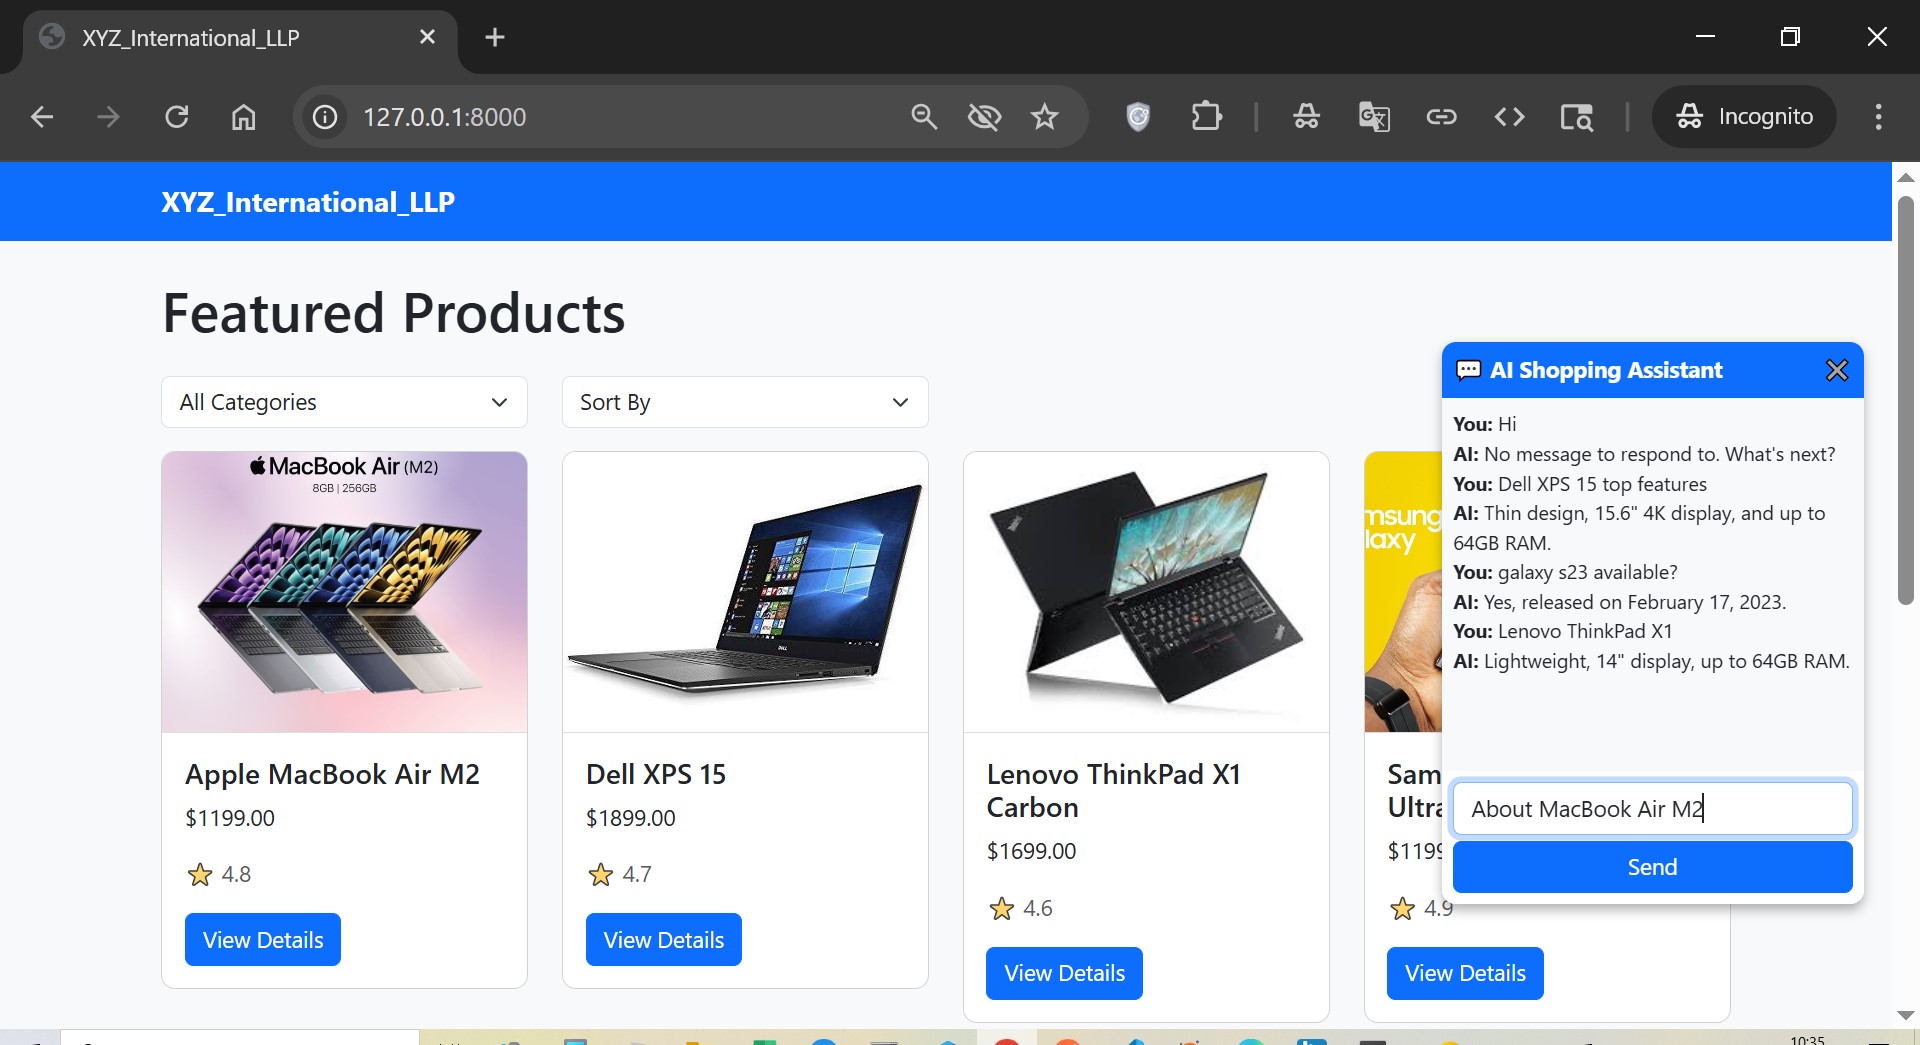 XYZ_International_LLP
127.0.0.1:8000
Incognito
XYZ_International_LLP
Featured Products
All Categories
Sort By
MacBook Air (M2)
8GB | 256GB
Apple MacBook Air M2
$1199.00
4.8
View Details
Dell XPS 15
$1899.00
4.7
View Details
Lenovo ThinkPad X1
Carbon
$1699.00
4.6
View Details
msung
laxy
Sam
Ultra
$1199
4.9
View Details
AI Shopping Assistant
You: Hi
AI: No message to respond to. What's next?
You: Dell XPS 15 top features
AI: Thin design, 15.6" 4K display, and up to
64GB RAM.
You: galaxy s23 available?
AI: Yes, released on February 17, 2023.
You: Lenovo ThinkPad X1
AI: Lightweight, 14" display, up to 64GB RAM.
About MacBook Air M2
Send
10:35